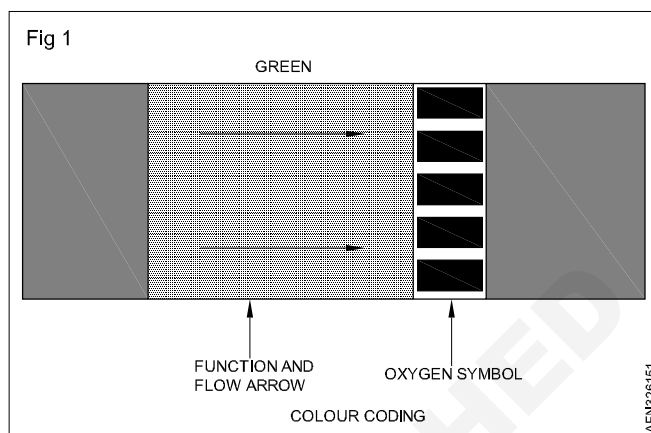 Fig 1
GREEN
FUNCTION AND
FLOW ARROW
OXYGEN SYMBOL
COLOUR CODING